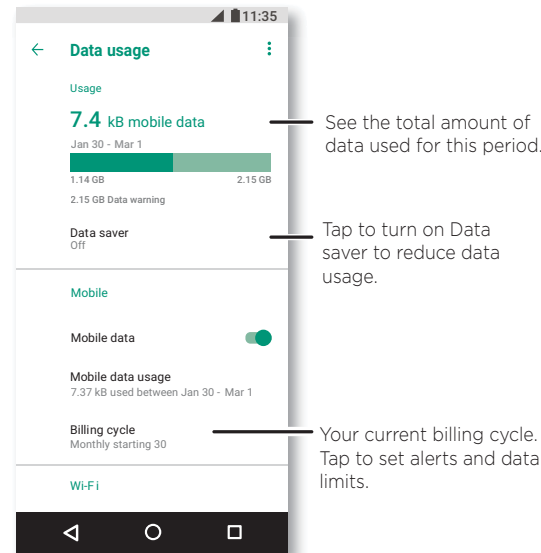 11:35
Data usage
Usage
7.4 kB mobile data
Jan 30 - Mar 1
1.14 GB 2.15 GB
2.15 GB Data warning
Data saver
Off
Mobile
Mobile data
Mobile data usage
7.37 kB used between Jan 30 - Mar 1
Billing cycle
Monthly starting 30
Wi-Fi
See the total amount of
data used for this period.
Tap to turn on Data
saver to reduce data
usage.
Your current billing cycle.
Tap to set alerts and data
limits.